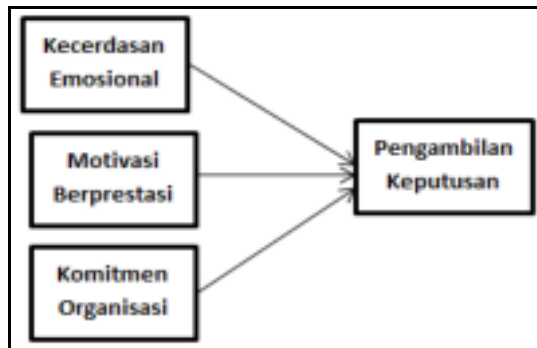 Kecerdasan
Emosional
Motivasi
Berprestasi
Komitmen
Organisasi
Pengambilan
Keputusan